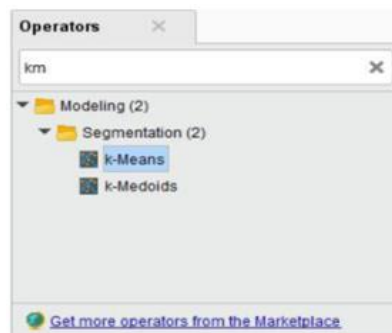 Operators
km
Modeling (2)
Segmentation (2)
k-Means
k-Medoids
Get more operators from the Marketplace